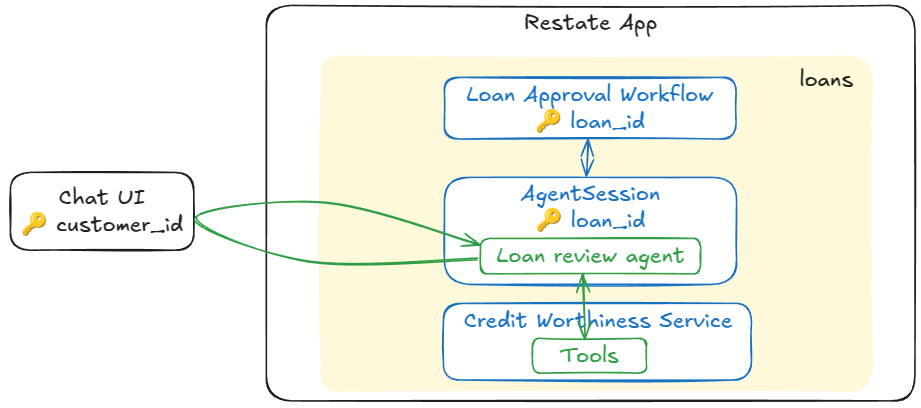 Restate App
loans
Loan Approval Workflow
🔑 loan_id
Chat UI
🔑 customer_id
AgentSession
🔑 loan_id
Loan review agent
Credit Worthiness Service
Tools